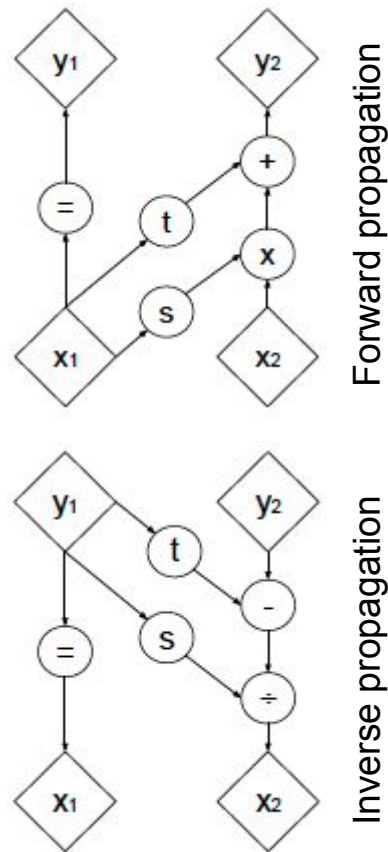 y1 y2
+
= t
x
s
x1 x2
Forward propagation
y1 y2
t
-
s
=
÷
x1 x2
Inverse propagation